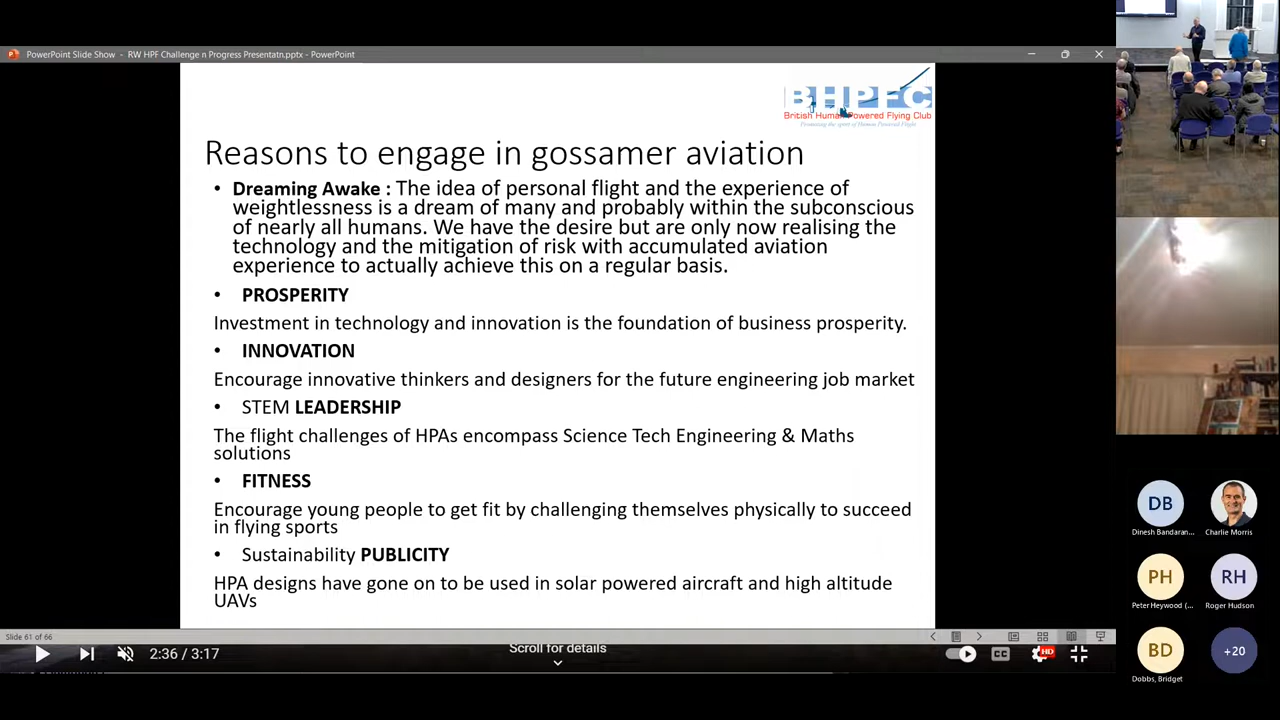 PowerPoint Slide Show - RW HPF Challenge n Progress Presentatn.pptx - PowerPoint
BHPFC
British Human Powered Flying Club
Promoting the spirit of Human Powered Flight
Reasons to engage in gossamer aviation
• Dreaming Awake : The idea of personal flight and the experience of
weightlessness is a dream of many and probably within the subconscious
of nearly all humans. We have the desire but are only now realising the
technology and the mitigation of risk with accumulated aviation
experience to actually achieve this on a regular basis.
• PROSPERITY
Investment in technology and innovation is the foundation of business prosperity.
• INNOVATION
Encourage innovative thinkers and designers for the future engineering job market
• STEM LEADERSHIP
The flight challenges of HPAs encompass Science Tech Engineering & Maths
solutions
• FITNESS
Encourage young people to get fit by challenging themselves physically to succeed
in flying sports
• Sustainability PUBLICITY
HPA designs have gone on to be used in solar powered aircraft and high altitude
UAVs
Slide 61 of 66
2:36 / 3:17
Scroll for details
CC
HD
DB
Dinesh Bandaran...
Charlie Morris
PH
Peter Heywood (...
RH
Roger Hudson
BD
Dobbs, Bridget
+20